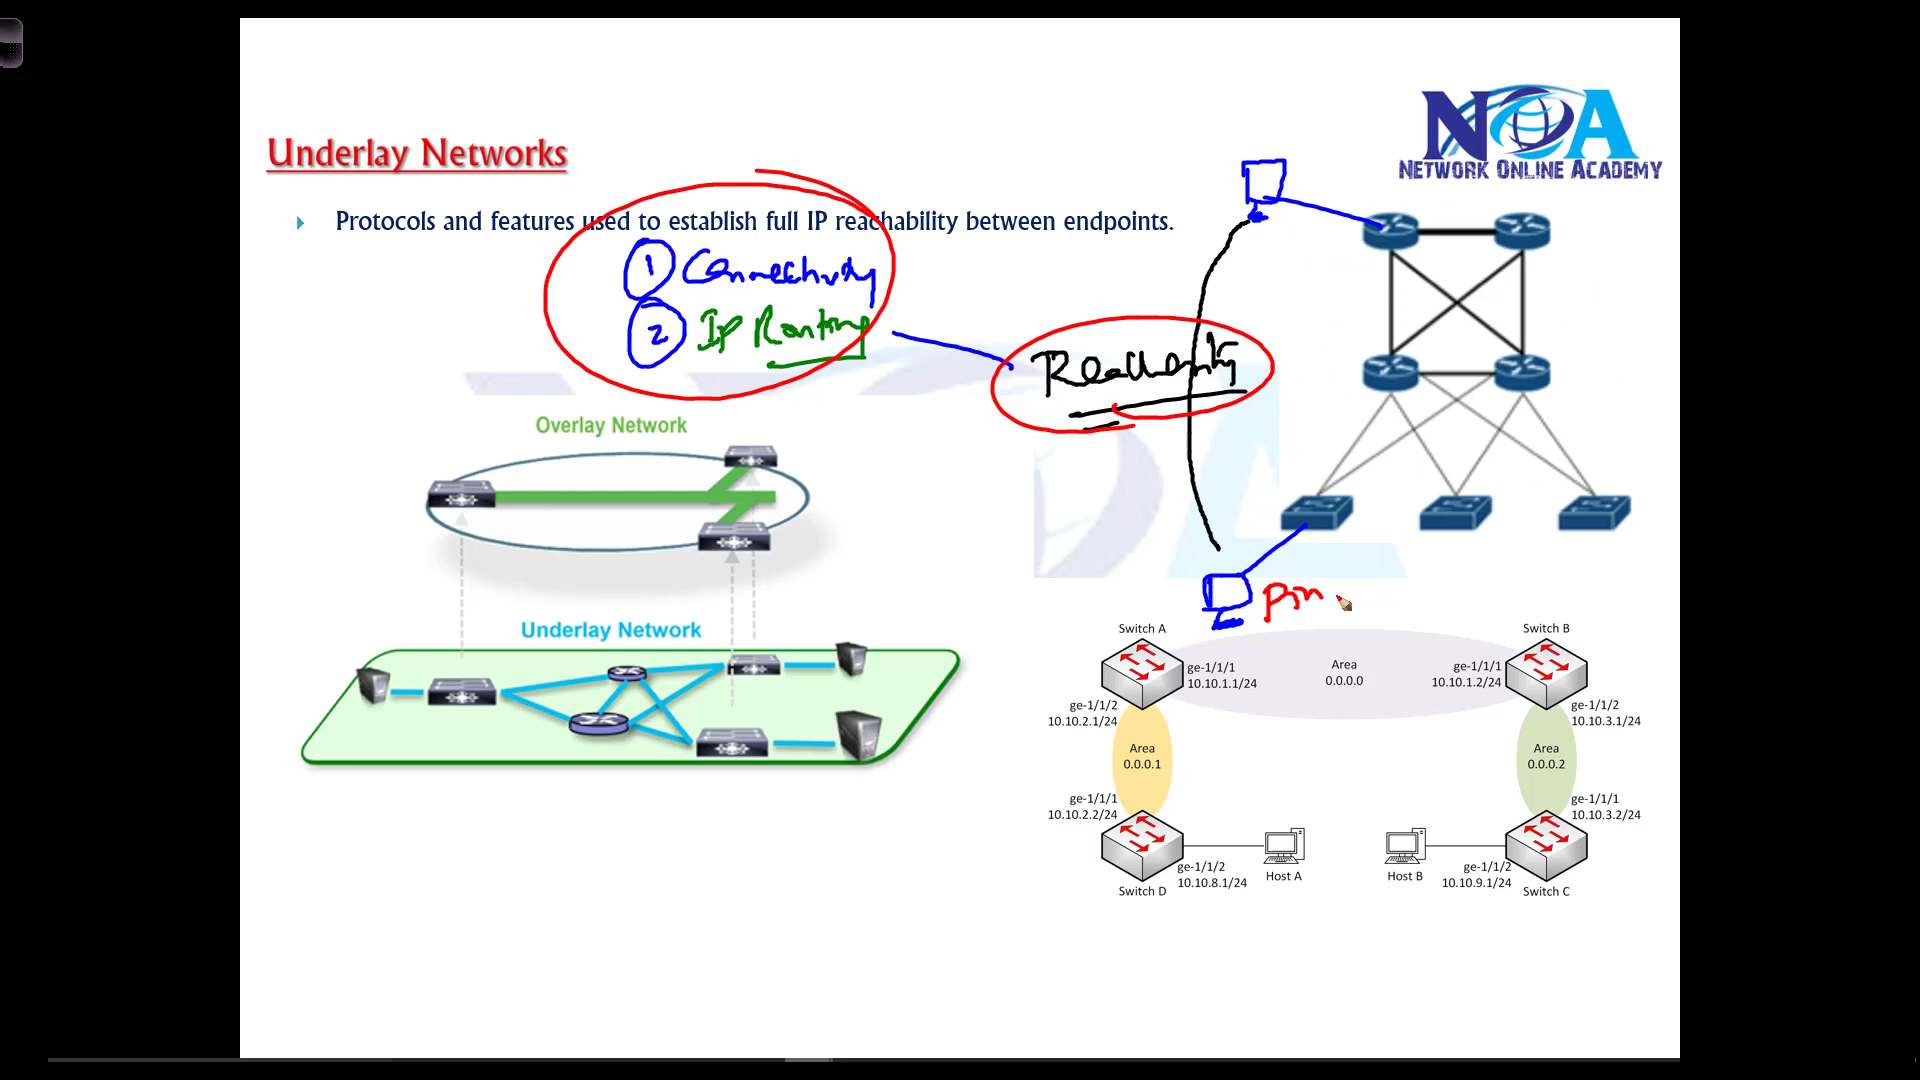 NOA
NETWORK ONLINE ACADEMY
Underlay Networks
Protocols and features used to establish full IP reachability between endpoints.
1 Connectivity
2 IP Routing
Reachability
Overlay Network
Underlay Network
Pin
Switch A
Switch B
ge-1/1/1
10.10.1.1/24
Area
0.0.0.0
ge-1/1/1
10.10.1.2/24
ge-1/1/2
10.10.2.1/24
ge-1/1/2
10.10.3.1/24
Area
0.0.0.1
Area
0.0.0.2
ge-1/1/1
10.10.2.2/24
ge-1/1/1
10.10.3.2/24
ge-1/1/2
10.10.8.1/24
Host A
Host B
ge-1/1/2
10.10.9.1/24
Switch D
Switch C